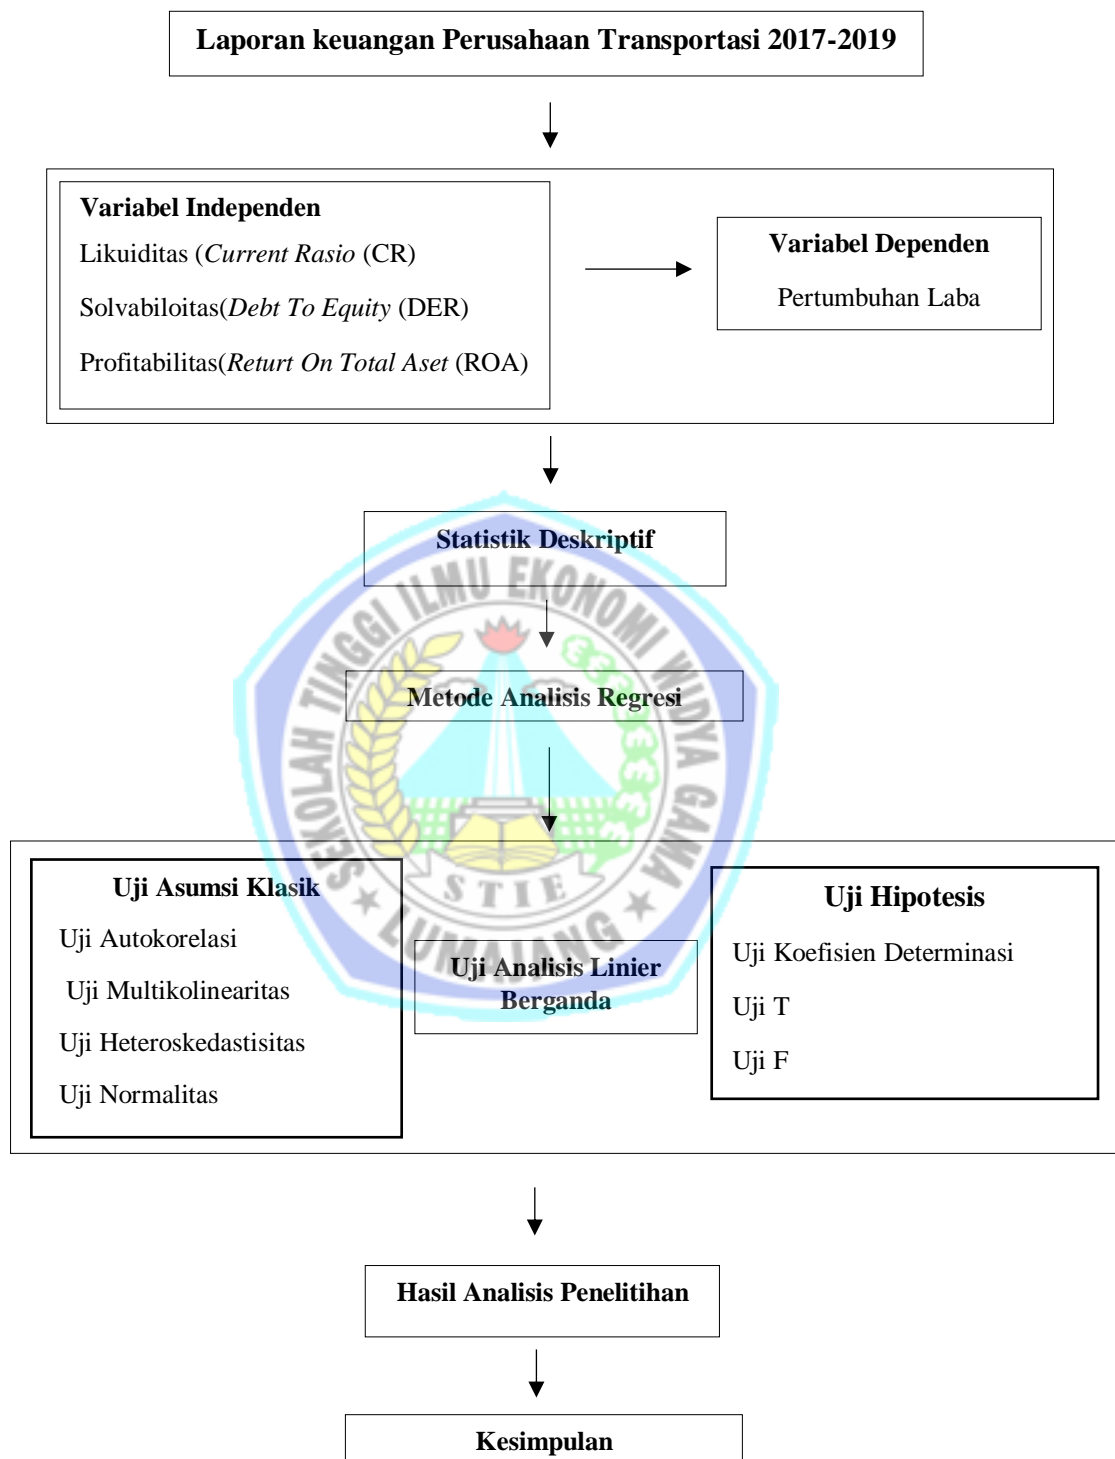 Laporan keuangan Perusahaan Transportasi 2017-2019
Variabel Independen
Likuiditas (Current Rasio (CR)
Solvabiloitas(Debt To Equity (DER)
Profitabilitas(Returt On Total Aset (ROA)
Variabel Dependen
Pertumbuhan Laba
Statistik Deskriptif
SEKOLAH TINGGI ILMU EKONOMI WIDYA GAMA
Metode Analisis Regresi
STIE
LUMAJANG
Uji Asumsi Klasik
Uji Autokorelasi
Uji Multikolinearitas
Uji Heteroskedastisitas
Uji Normalitas
Uji Analisis Linier
Berganda
Uji Hipotesis
Uji Koefisien Determinasi
Uji T
Uji F
Hasil Analisis Penelitihan
Kesimpulan